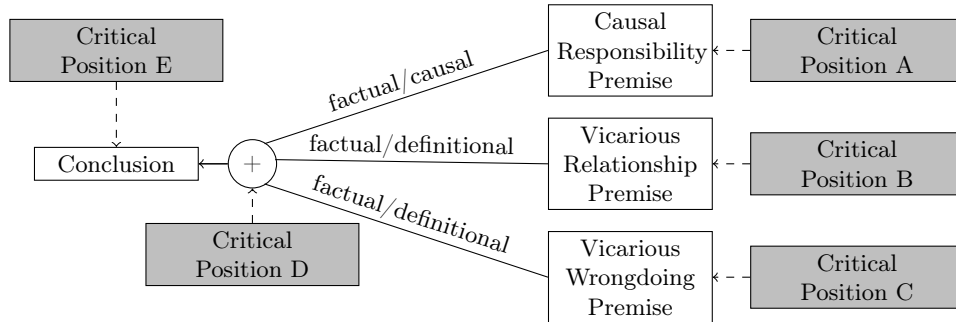 Critical
Position E
Causal
Responsibility
Premise
Critical
Position A
factual/causal
Conclusion
+
factual/definitional
Vicarious
Relationship
Premise
Critical
Position B
factual/definitional
Critical
Position D
Vicarious
Wrongdoing
Premise
Critical
Position C